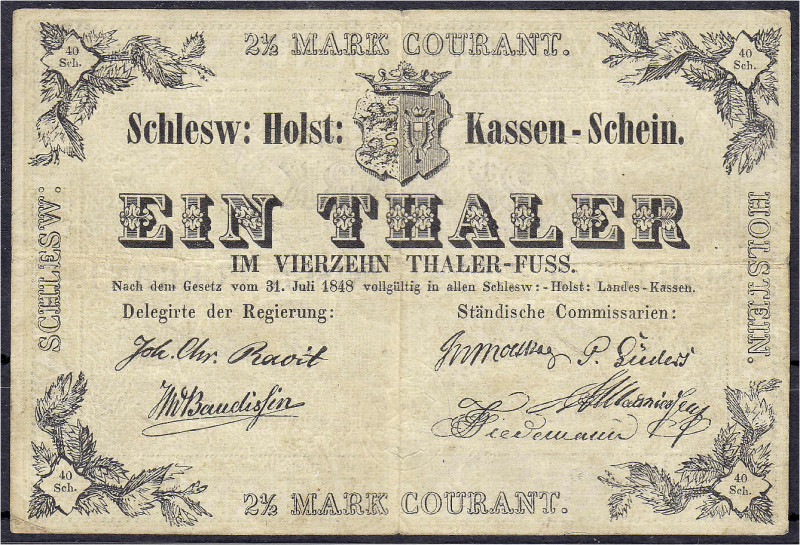 2½ MARK COURANT.
40 Sch.
40 Sch.
Schlesw: Holst: Kassen-Schein.
EIN THALER
IM VIERZEHN THALER-FUSS.
Nach dem Gesetz vom 31. Juli 1848 vollgültig in allen Schlesw:-Holst: Landes-Kassen.
Delegirte der Regierung: Ständische Commissarien:
Joh. Chr. Ravit P. Lüders
Baudissin
Wiedemann
SCHLESW:
HOLSTEIN:
40 Sch.
40 Sch.
2½ MARK COURANT.